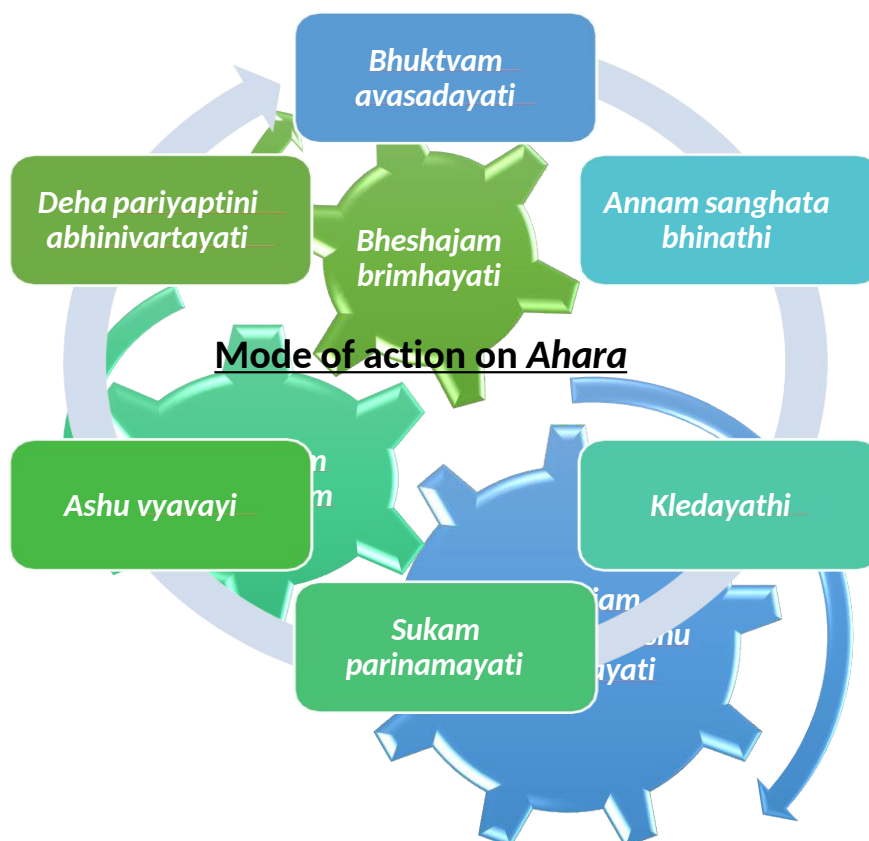 Bhuktvam
avasadayati
Deha pariyaptini
abhinivartayati
Annam sanghata
bhinathi
Bheshajam
brimhayati
Mode of action on Ahara
Ashu vyavayi
Kledayathi
Sukam
parinamayati